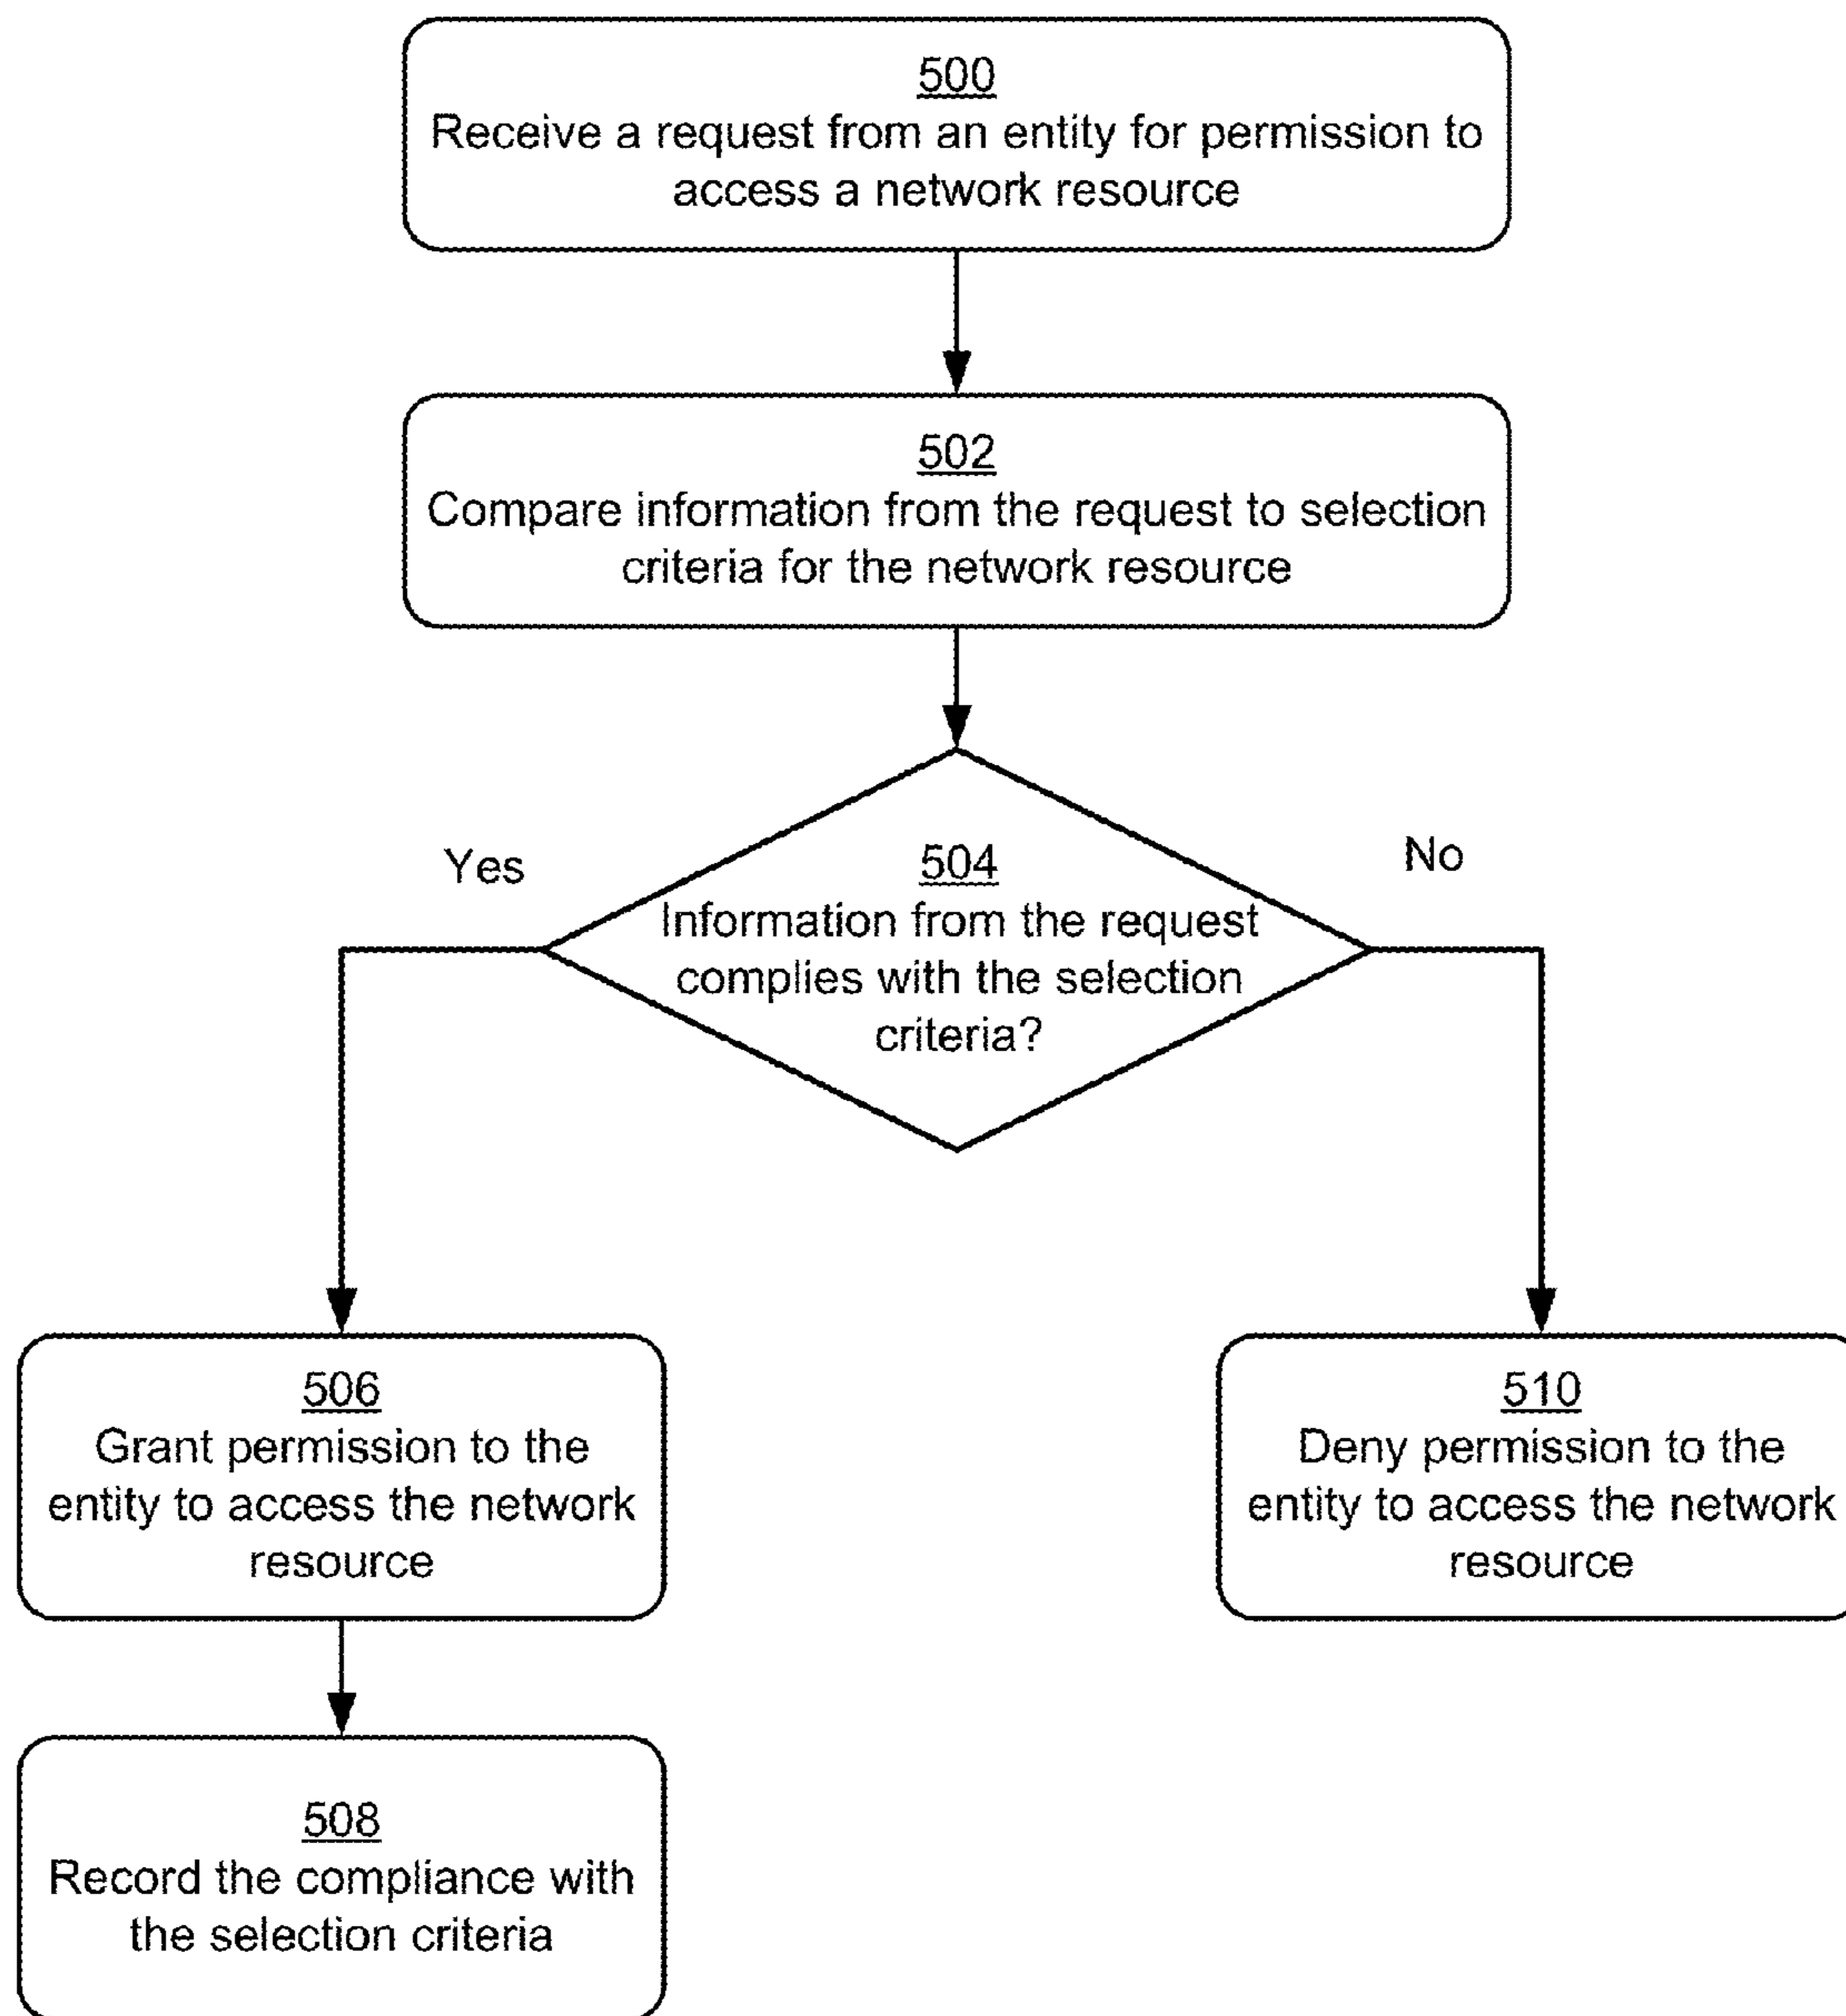 500
Receive a request from an entity for permission to
access a network resource
502
Compare information from the request to selection
criteria for the network resource
Yes
No
504
Information from the request
complies with the selection
criteria?
506
Grant permission to the
entity to access the network
resource
510
Deny permission to the
entity to access the network
resource
508
Record the compliance with
the selection criteria